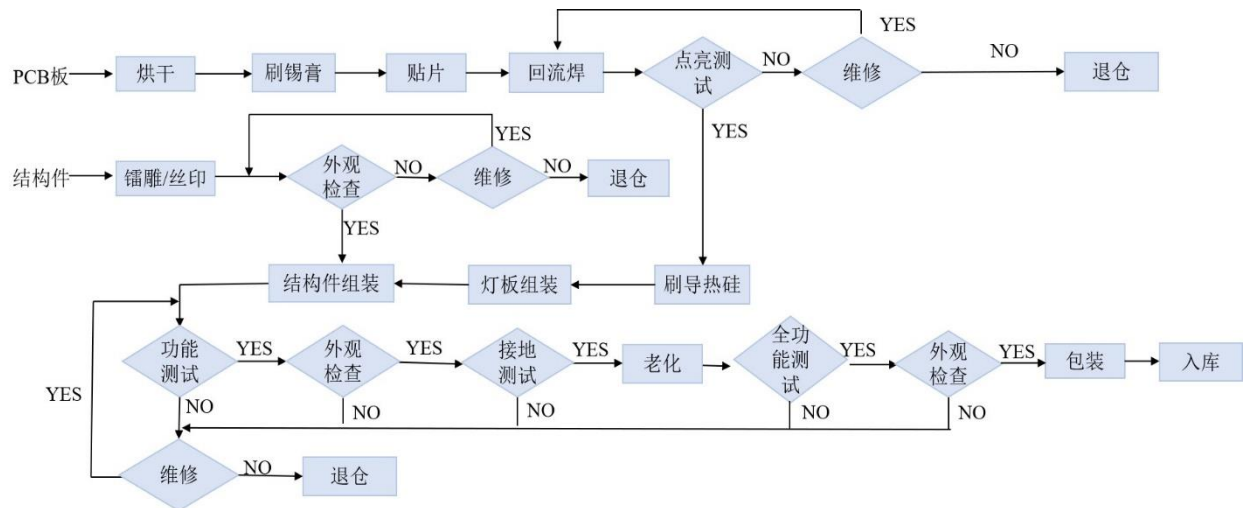 YES
PCB板
烘干
刷锡膏
贴片
回流焊
点亮测
试
NO
维修
NO
退仓
YES
YES
结构件
镭雕/丝印
外观
检查
NO
维修
NO
退仓
YES
结构件组装
灯板组装
刷导热硅
功能
测试
YES
外观
检查
YES
接地
测试
YES
老化
全功
能测
试
YES
外观
检查
YES
包装
入库
YES
NO
NO
NO
NO
NO
维修
NO
退仓